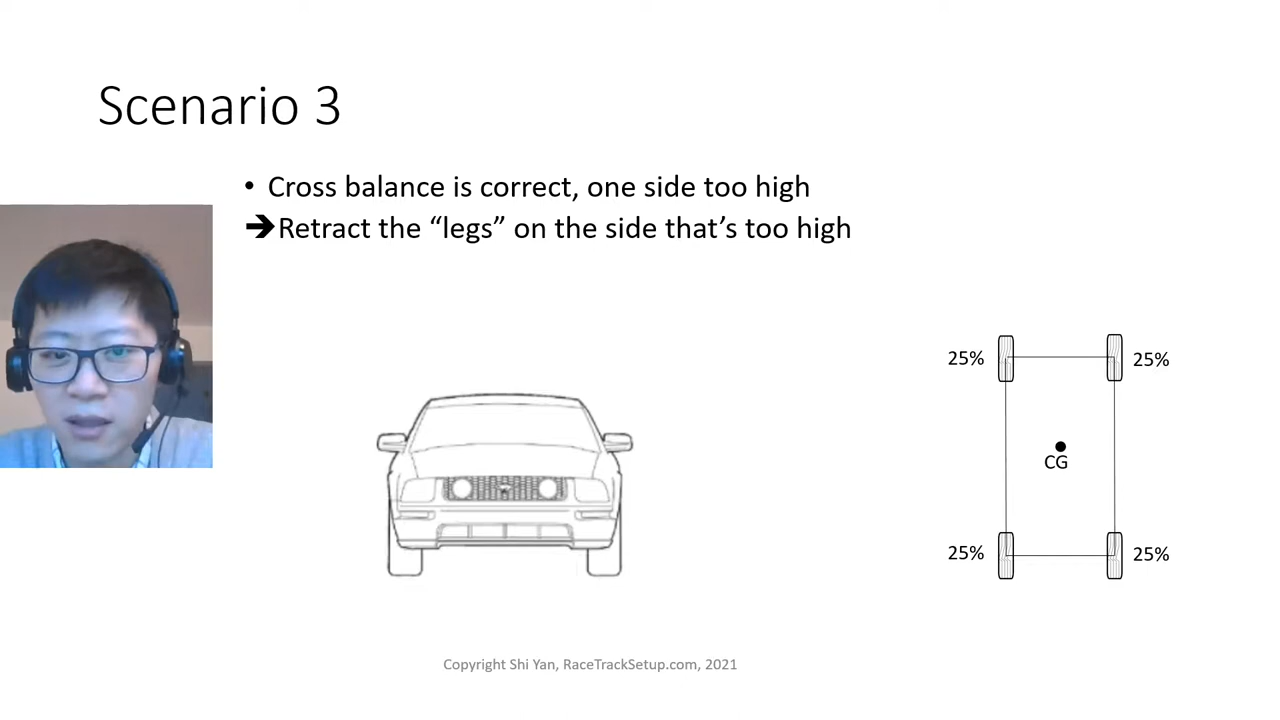 Scenario 3
• Cross balance is correct, one side too high
➔Retract the “legs” on the side that’s too high
25% 25%
CG
25% 25%
Copyright Shi Yan, RaceTrackSetup.com, 2021